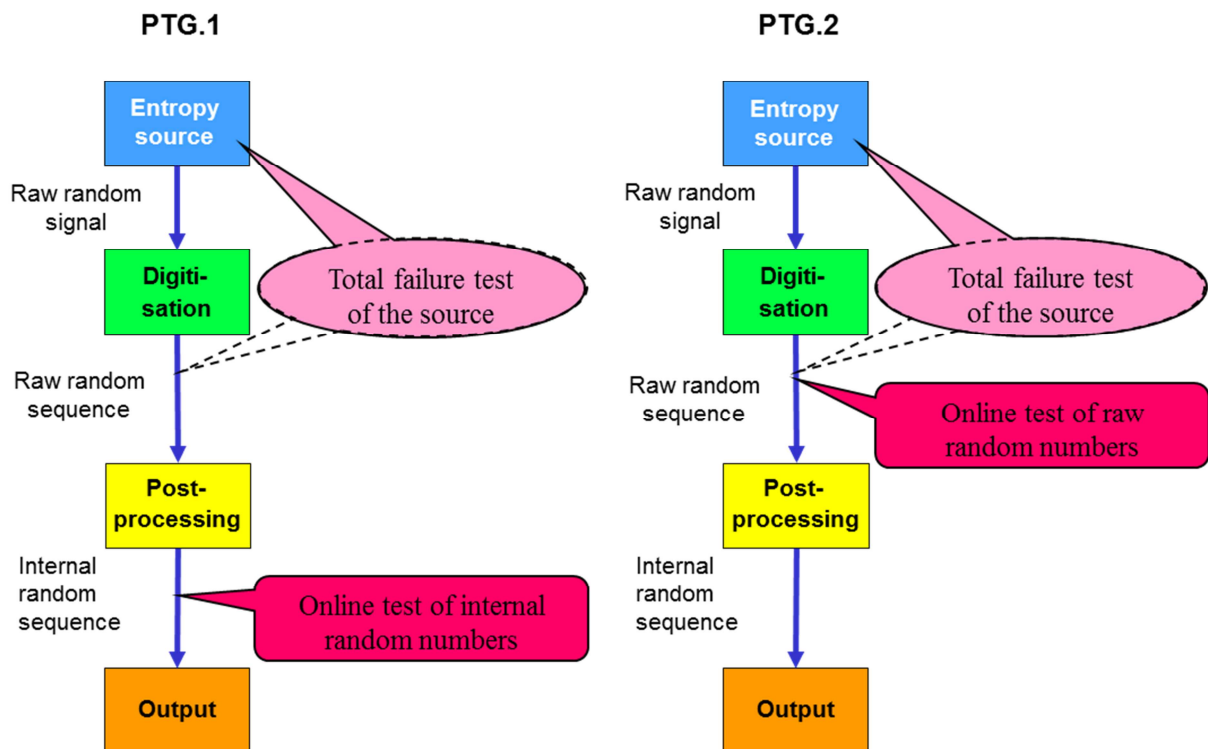 PTG.1
Entropy
source
Raw random
signal
Digiti-
sation
Total failure test
of the source
Raw random
sequence
Post-
processing
Internal
random
sequence
Online test of internal
random numbers
Output
PTG.2
Entropy
source
Raw random
signal
Digiti-
sation
Total failure test
of the source
Raw random
sequence
Online test of raw
random numbers
Post-
processing
Internal
random
sequence
Output